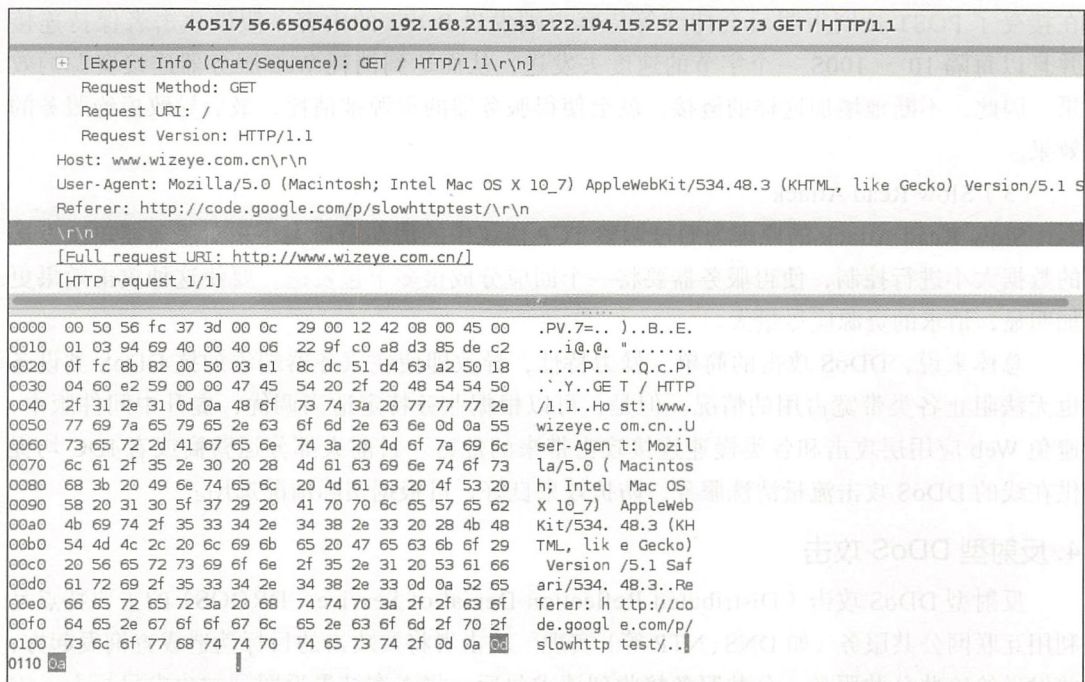 40517 56.650546000 192.168.211.133 222.194.15.252 HTTP 273 GET/ HTTP/1.1
[Expert Info (Chat/Sequence): GET / HTTP/1.1\r\n]
Request Method: GET
Request URI: /
Request Version: HTTP/1.1
Host: www.wizeye.com.cn\r\n
User-Agent: Mozilla/5.0 (Macintosh; Intel Mac OS X 10_7) AppleWebKit/534.48.3 (KHTML, like Gecko) Version/5.1 S
Referer: http://code.google.com/p/slowhttptest/\r\n
\r\n
[Full request URI: http://www.wizeye.com.cn/]
[HTTP request 1/1]
0000 00 50 56 fc 37 3d 00 0c 29 00 12 42 08 00 45 00 .PV.7=.. )..B..E.
0010 01 03 94 69 40 00 40 06 22 9f c0 a8 d3 85 de c2 ...i@.@. ".......
0020 0f fc 8b 82 00 50 03 e1 8c dc 51 d4 63 a2 50 18 .....P.. ..Q.c.P.
0030 04 60 e2 59 00 00 47 45 54 20 2f 20 48 54 54 50 .`.Y..GE T / HTTP
0040 2f 31 2e 31 0d 0a 48 6f 73 74 3a 20 77 77 77 2e /1.1..Ho st: www.
0050 77 69 7a 65 79 65 2e 63 6f 6d 2e 63 6e 0d 0a 55 wizeye.c om.cn..U
0060 73 65 72 2d 41 67 65 6e 74 3a 20 4d 6f 7a 69 6c ser-Agen t: Mozil
0070 6c 61 2f 35 2e 30 20 28 4d 61 63 69 6e 74 6f 73 la/5.0 ( Macintos
0080 68 3b 20 49 6e 74 65 6c 20 4d 61 63 20 4f 53 20 h; Intel Mac OS
0090 58 20 31 30 5f 37 29 20 41 70 70 6c 65 57 65 62 X 10_7) AppleWeb
00a0 4b 69 74 2f 35 33 34 2e 34 38 2e 33 20 28 4b 48 Kit/534. 48.3 (KH
00b0 54 4d 4c 2c 20 6c 69 6b 65 20 47 65 63 6b 6f 29 TML, lik e Gecko)
00c0 20 56 65 72 73 69 6f 6e 2f 35 2e 31 20 53 61 66 Version /5.1 Saf
00d0 61 72 69 2f 35 33 34 2e 34 38 2e 33 0d 0a 52 65 ari/534. 48.3..Re
00e0 66 65 72 65 72 3a 20 68 74 74 70 3a 2f 2f 63 6f ferer: h ttp://co
00f0 64 65 2e 67 6f 6f 67 6c 65 2e 63 6f 6d 2f 70 2f de.googl e.com/p/
0100 73 6c 6f 77 68 74 74 70 74 65 73 74 2f 0d 0a 0d slowhttp test/...
0110 0a